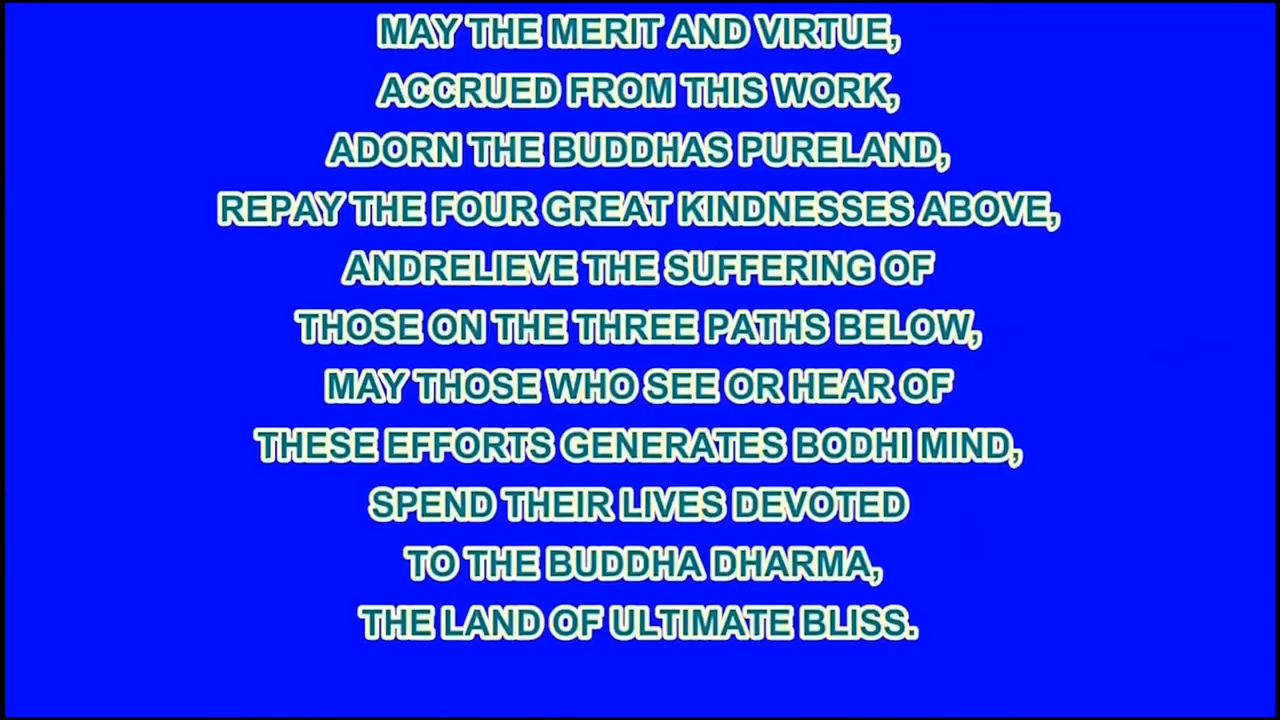 MAY THE MERIT AND VIRTUE,
ACCRUED FROM THIS WORK,
ADORN THE BUDDHAS PURELAND,
REPAY THE FOUR GREAT KINDNESSES ABOVE,
ANDRELIEVE THE SUFFERING OF
THOSE ON THE THREE PATHS BELOW,
MAY THOSE WHO SEE OR HEAR OF
THESE EFFORTS GENERATES BODHI MIND,
SPEND THEIR LIVES DEVOTED
TO THE BUDDHA DHARMA,
THE LAND OF ULTIMATE BLISS.